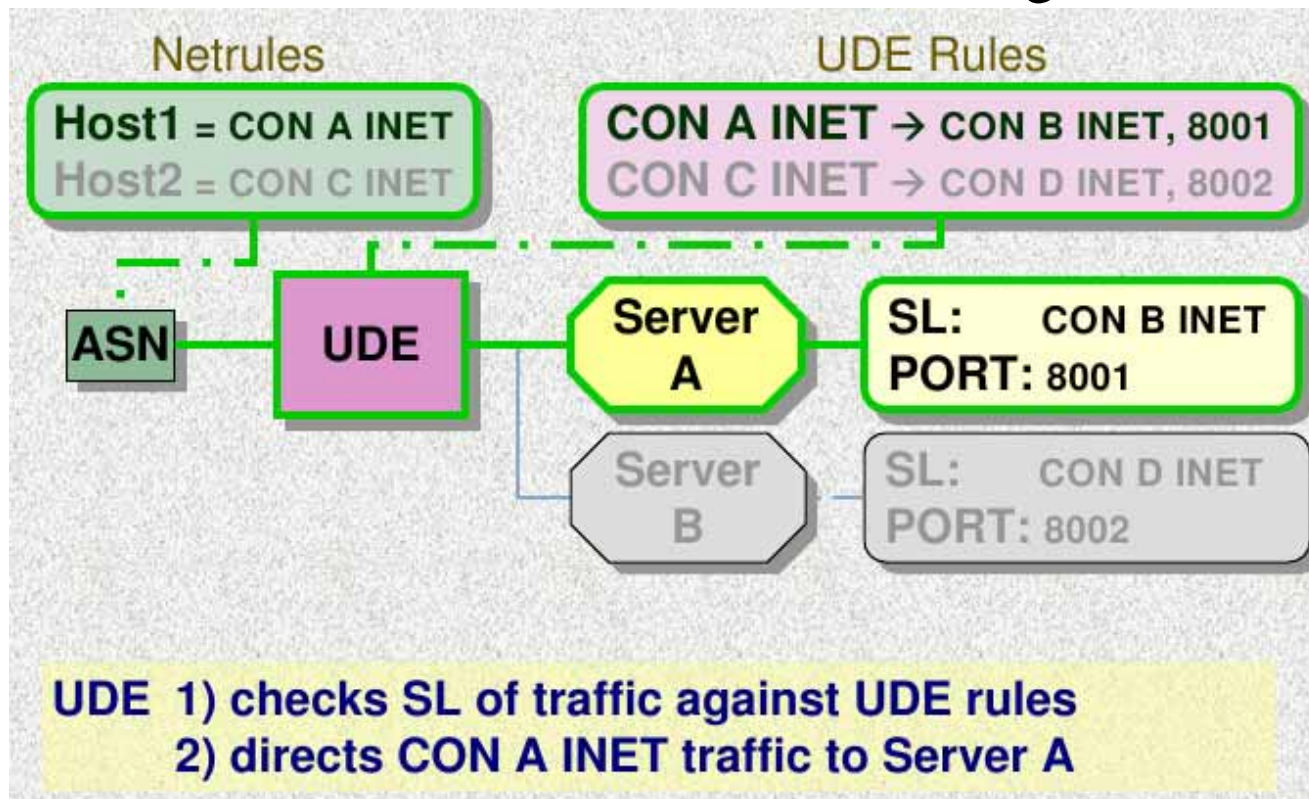 Netrules
UDE Rules
Host1 = CON A INET
Host2 = CON C INET
CON A INET → CON B INET, 8001
CON C INET → CON D INET, 8002
ASN
UDE
Server
A
SL: CON B INET
PORT: 8001
Server
B
SL: CON D INET
PORT: 8002
UDE 1) checks SL of traffic against UDE rules
2) directs CON A INET traffic to Server A